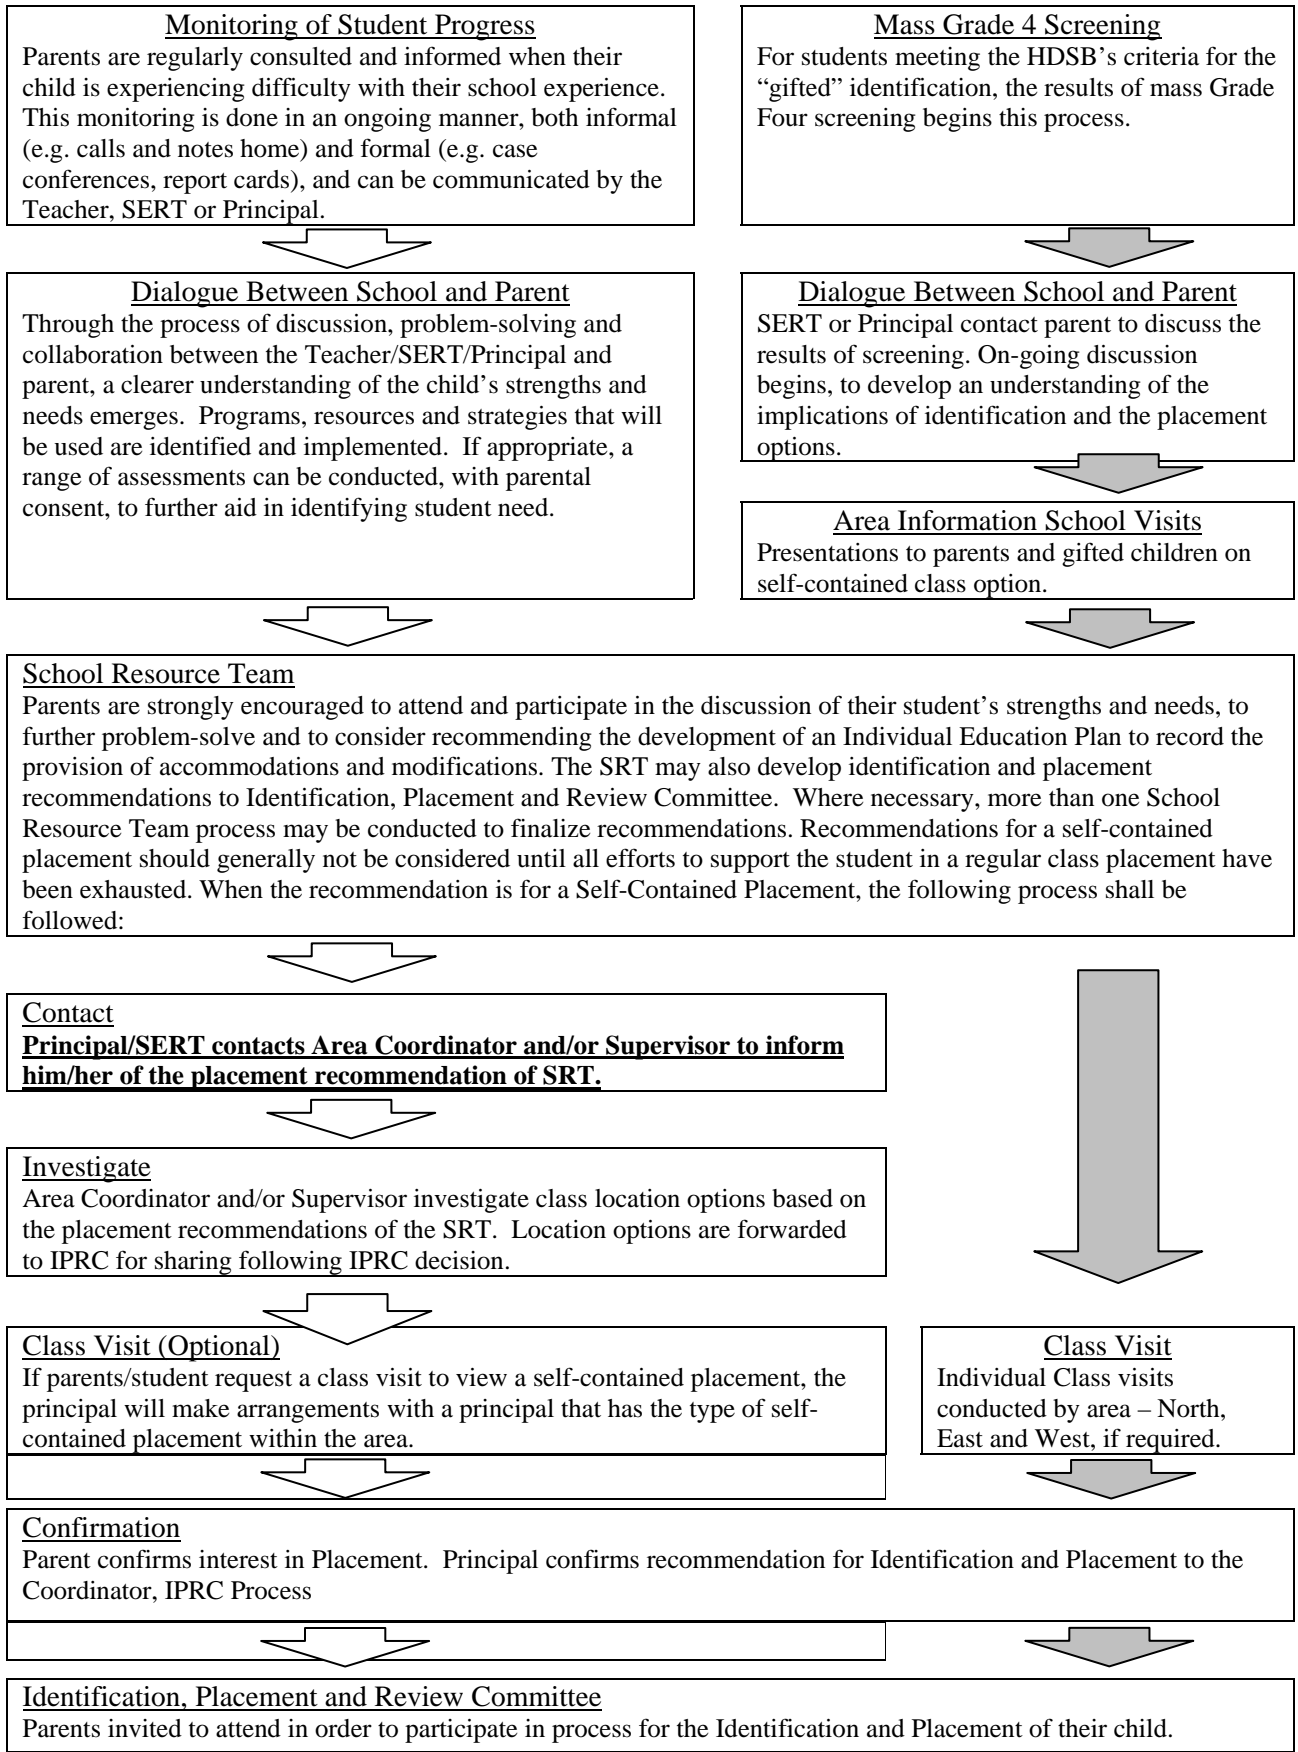 Monitoring of Student Progress
Parents are regularly consulted and informed when their
child is experiencing difficulty with their school experience.
This monitoring is done in an ongoing manner, both informal
(e.g. calls and notes home) and formal (e.g. case
conferences, report cards), and can be communicated by the
Teacher, SERT or Principal.
Mass Grade 4 Screening
For students meeting the HDSB’s criteria for the
“gifted” identification, the results of mass Grade
Four screening begins this process.
Dialogue Between School and Parent
Through the process of discussion, problem-solving and
collaboration between the Teacher/SERT/Principal and
parent, a clearer understanding of the child’s strengths and
needs emerges.  Programs, resources and strategies that will
be used are identified and implemented.  If appropriate, a
range of assessments can be conducted, with parental
consent, to further aid in identifying student need.
Dialogue Between School and Parent
SERT or Principal contact parent to discuss the
results of screening. On-going discussion
begins, to develop an understanding of the
implications of identification and the placement
options.
Area Information School Visits
Presentations to parents and gifted children on
self-contained class option.
School Resource Team
Parents are strongly encouraged to attend and participate in the discussion of their student’s strengths and needs, to
further problem-solve and to consider recommending the development of an Individual Education Plan to record the
provision of accommodations and modifications. The SRT may also develop identification and placement
recommendations to Identification, Placement and Review Committee.  Where necessary, more than one School
Resource Team process may be conducted to finalize recommendations. Recommendations for a self-contained
placement should generally not be considered until all efforts to support the student in a regular class placement have
been exhausted. When the recommendation is for a Self-Contained Placement, the following process shall be
followed:
Contact
Principal/SERT contacts Area Coordinator and/or Supervisor to inform
him/her of the placement recommendation of SRT.
Investigate
Area Coordinator and/or Supervisor investigate class location options based on
the placement recommendations of the SRT.  Location options are forwarded
to IPRC for sharing following IPRC decision.
Class Visit (Optional)
If parents/student request a class visit to view a self-contained placement, the
principal will make arrangements with a principal that has the type of self-
contained placement within the area.
Class Visit
Individual Class visits
conducted by area – North,
East and West, if required.
Confirmation
Parent confirms interest in Placement.  Principal confirms recommendation for Identification and Placement to the
Coordinator, IPRC Process
Identification, Placement and Review Committee
Parents invited to attend in order to participate in process for the Identification and Placement of their child.